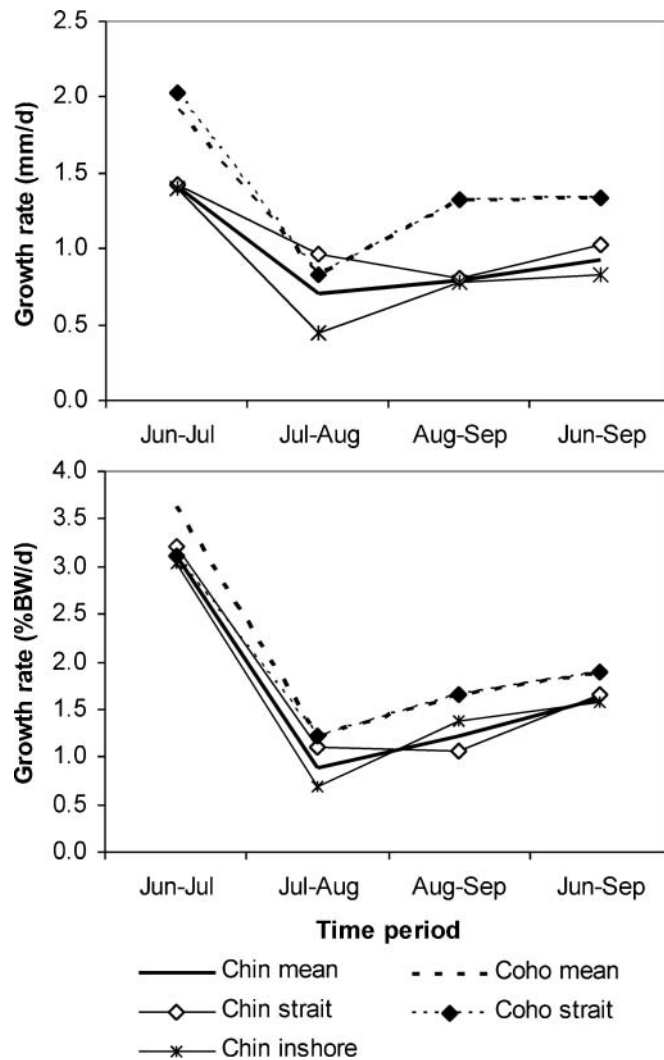 2.5
2.0
1.5
1.0
0.5
0.0
Growth rate (mm/d)
Jun-Jul Jul-Aug Aug-Sep Jun-Sep
4.0
3.5
3.0
2.5
2.0
1.5
1.0
0.5
0.0
Growth rate (%BW/d)
Jun-Jul Jul-Aug Aug-Sep Jun-Sep
Time period
Chin mean Coho mean
Chin strait Coho strait
Chin inshore